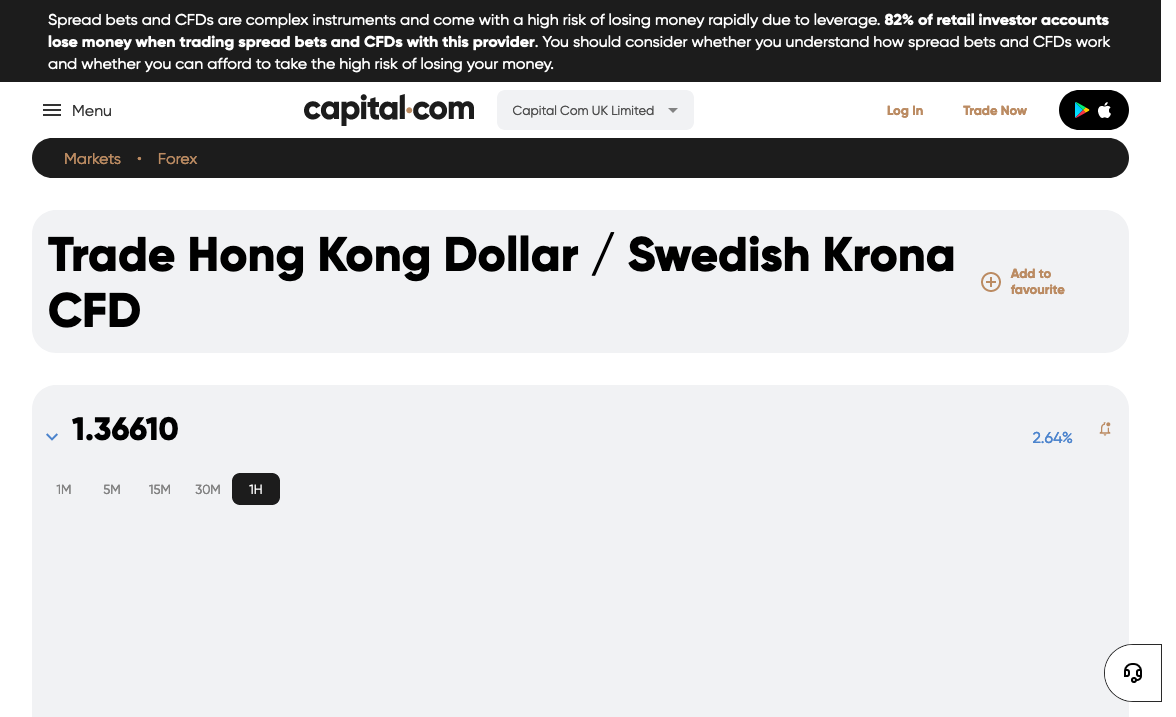 Spread bets and CFDs are complex instruments and come with a high risk of losing money rapidly due to leverage. 82% of retail investor accounts
lose money when trading spread bets and CFDs with this provider. You should consider whether you understand how spread bets and CFDs work
and whether you can afford to take the high risk of losing your money.
Menu
capital.com
Capital Com UK Limited
Log In
Trade Now
Markets • Forex
Trade Hong Kong Dollar / Swedish Krona
CFD
Add to
favourite
1.36610
2.64%
1M 5M 15M 30M 1H